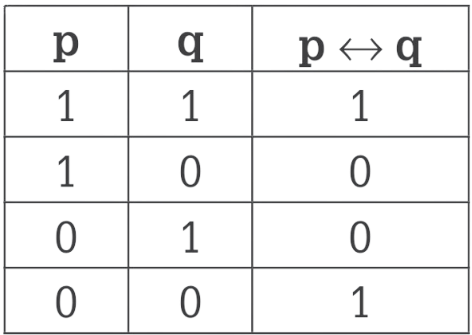 p q p ↔ q
1 1 1
1 0 0
0 1 0
0 0 1